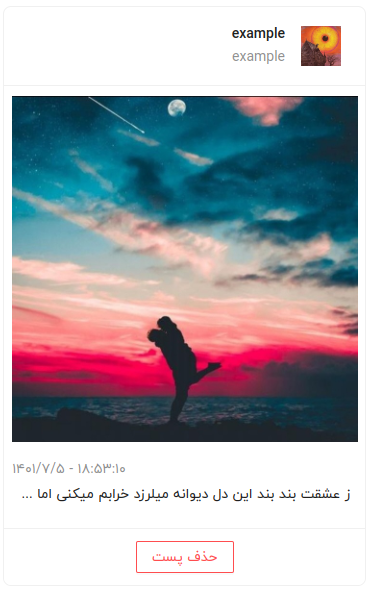 example
example
۱۴۰۱/۷/۵ - ۱۸:۵۳:۱۰
ز عشقت بند بند این دل دیوانه میلرزد خرابم میکنی اما ...
حذف پست